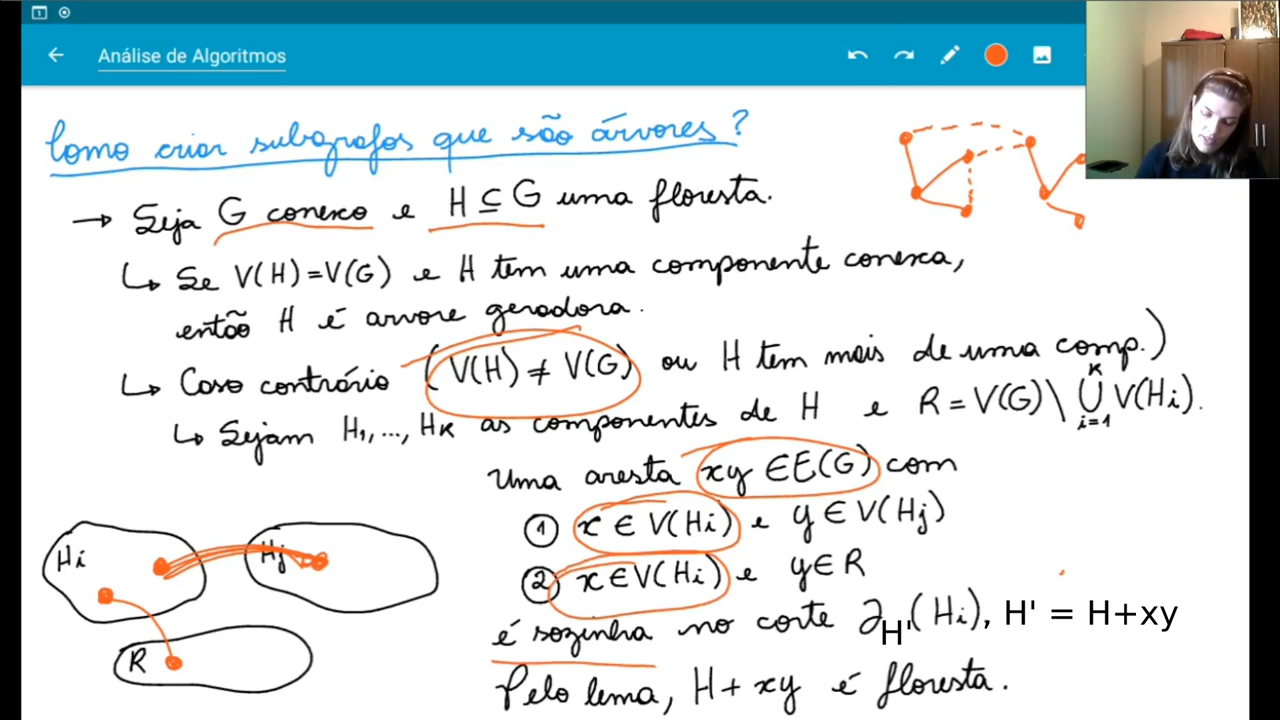 Análise de Algoritmos
Como criar subgrafos que são árvores?
→ Seja G conexo e H ⊆ G uma floresta.
↳ Se V(H)=V(G) e H tem uma componente conexa,
então H é arvore geradora.
↳ Caso contrário (V(H) ≠ V(G) ou H tem mais de uma comp.)
↳ Sejam H1, ..., HK as componentes de H e R = V(G) \ ⋃_{i=1}^{K} V(Hi).
Uma aresta xy ∈ E(G) com
① x ∈ V(Hi) e y ∈ V(Hj)
② x ∈ V(Hi) e y ∈ R
é sozinha no corte ∂_{H'}(Hi), H' = H+xy
Pelo lema, H + xy é floresta.
Hi
Hj
R